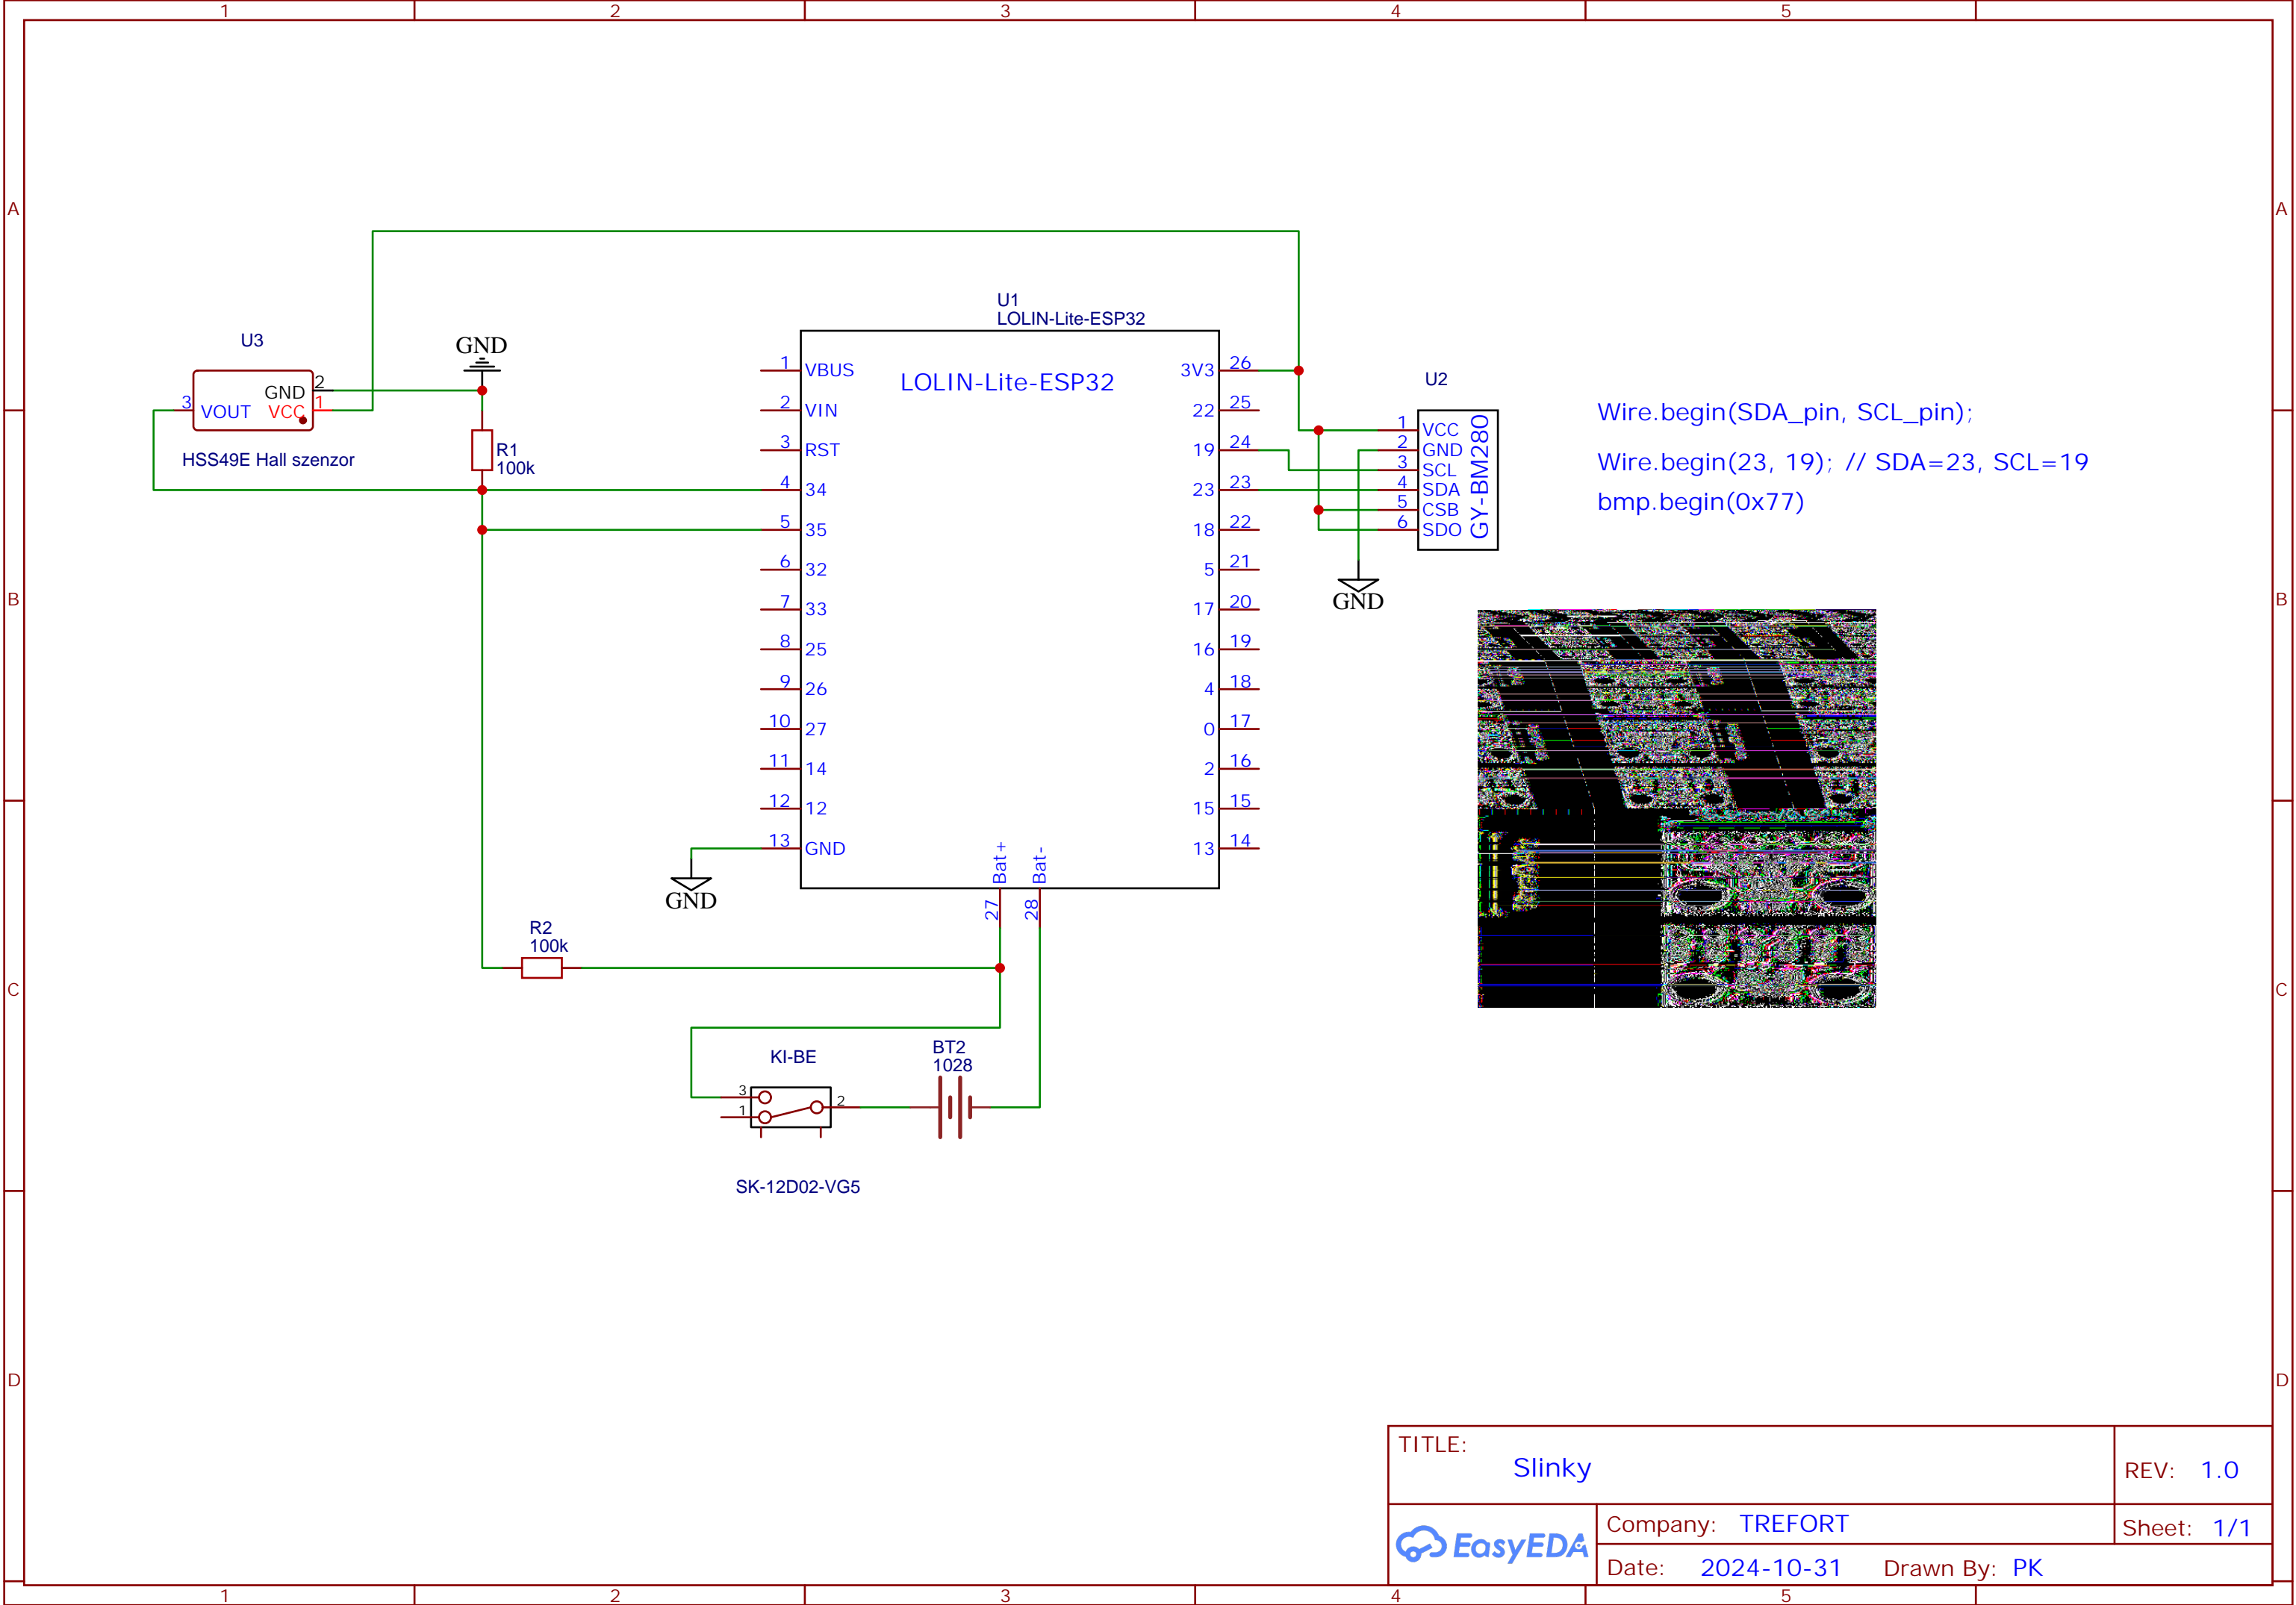 1 2 3 4 5
A
B
C
D
A
B
C
D
U3
GND 2
3 VOUT VCC 1
HSS49E Hall szenzor
GND
R1
100k
U1
LOLIN-Lite-ESP32
LOLIN-Lite-ESP32
1 VBUS
2 VIN
3 RST
4 34
5 35
6 32
7 33
8 25
9 26
10 27
11 14
12 12
13 GND
3V3 26
22 25
19 24
23 23
18 22
5 21
17 20
16 19
4 18
0 17
2 16
15 15
13 14
Bat+ 27
Bat- 28
GND
U2
1 VCC
2 GND
3 SCL
4 SDA
5 CSB
6 SDO
GY-BM280
GND
Wire.begin(SDA_pin, SCL_pin);
Wire.begin(23, 19); // SDA=23, SCL=19
bmp.begin(0x77)
R2
100k
KI-BE
3
1
2
SK-12D02-VG5
BT2
1028
TITLE:
Slinky
REV: 1.0
EasyEDA
Company: TREFORT
Sheet: 1/1
Date: 2024-10-31 Drawn By: PK
1 2 3 4 5